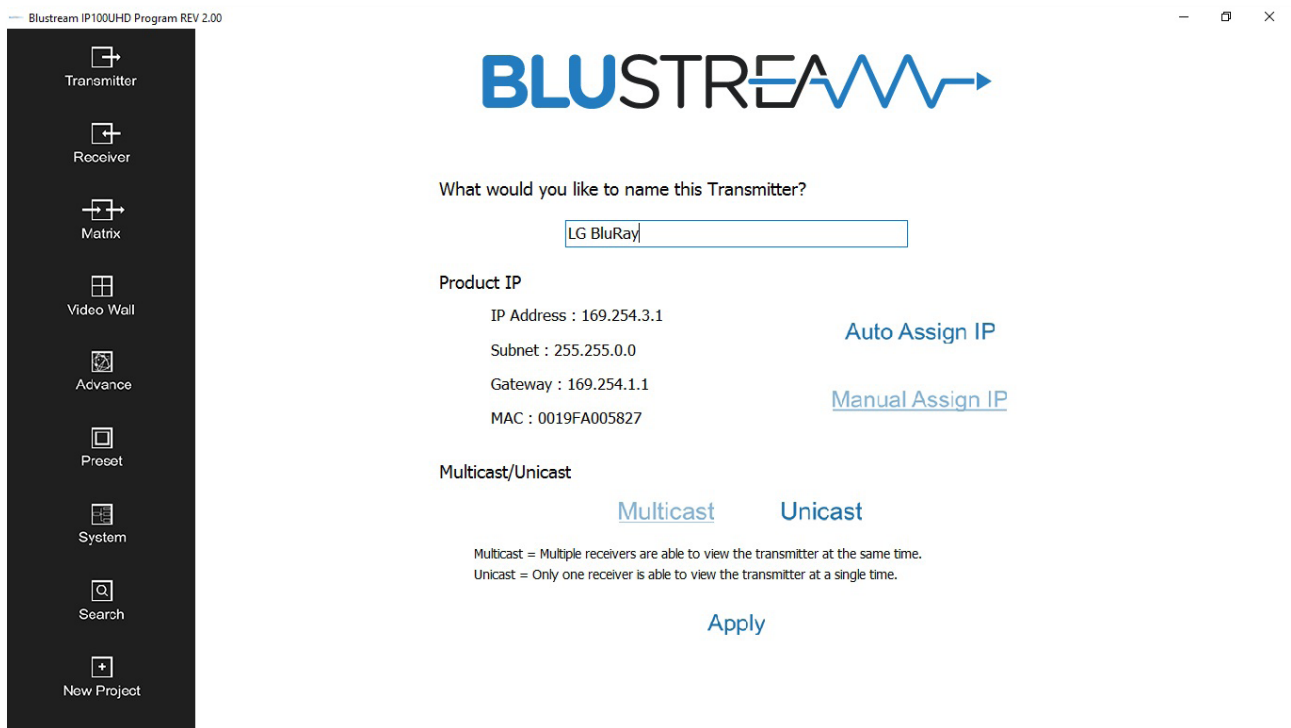 Blustream IP100UHD Program REV 2.00
BLUSTREAM
Transmitter
Receiver
Matrix
Video Wall
Advance
Preset
System
Search
New Project
What would you like to name this Transmitter?
LG BluRay
Product IP
IP Address : 169.254.3.1
Subnet : 255.255.0.0
Gateway : 169.254.1.1
MAC : 0019FA005827
Auto Assign IP
Manual Assign IP
Multicast/Unicast
Multicast Unicast
Multicast = Multiple receivers are able to view the transmitter at the same time.
Unicast = Only one receiver is able to view the transmitter at a single time.
Apply